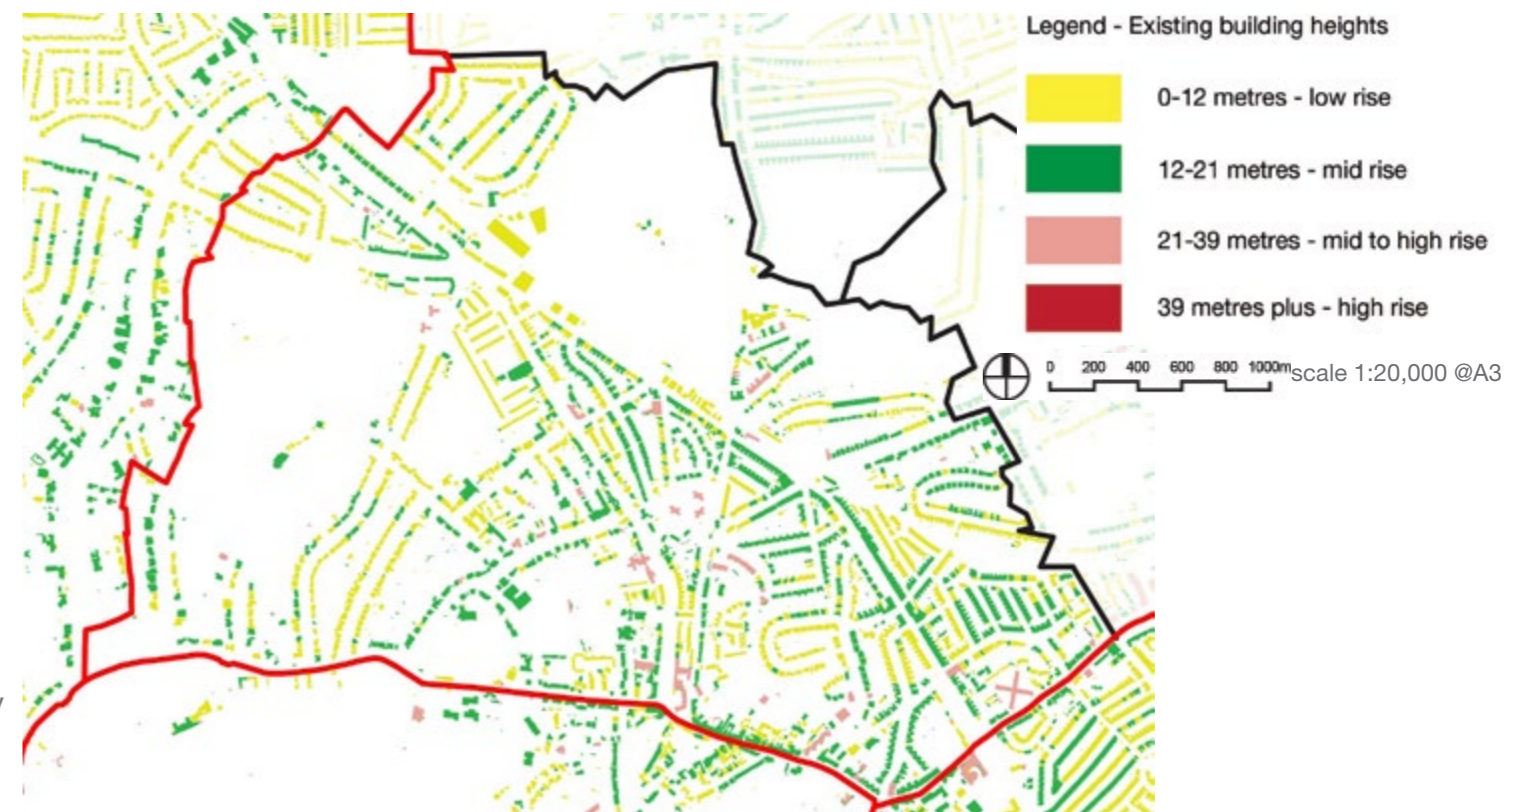 Legend - Existing building heights
0-12 metres - low rise
12-21 metres - mid rise
21-39 metres - mid to high rise
39 metres plus - high rise
0 200 400 600 800 1000m scale 1:20,000 @A3